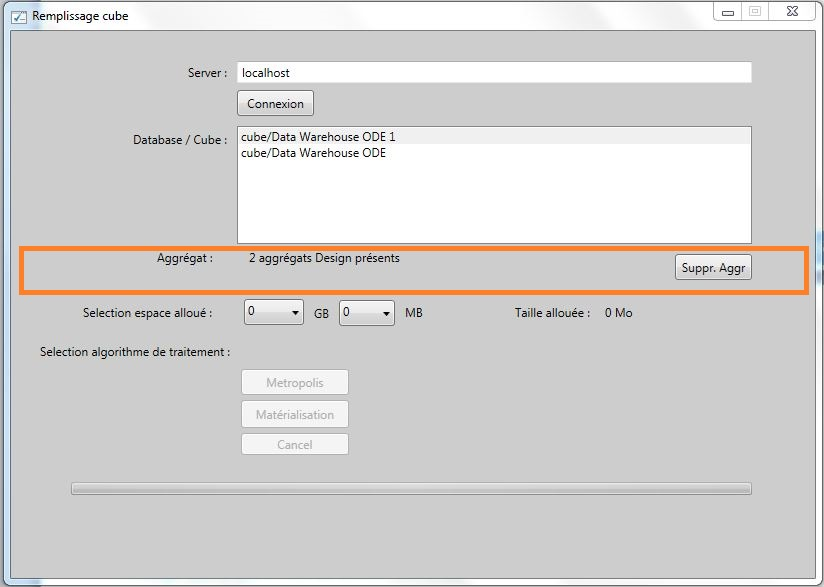 Remplissage cube
Server : localhost
Connexion
Database / Cube : cube/Data Warehouse ODE 1
cube/Data Warehouse ODE
Aggrégat : 2 aggrégats Design présents Suppr. Aggr
Selection espace alloué : 0 GB 0 MB Taille allouée : 0 Mo
Selection algorithme de traitement :
Metropolis
Matérialisation
Cancel